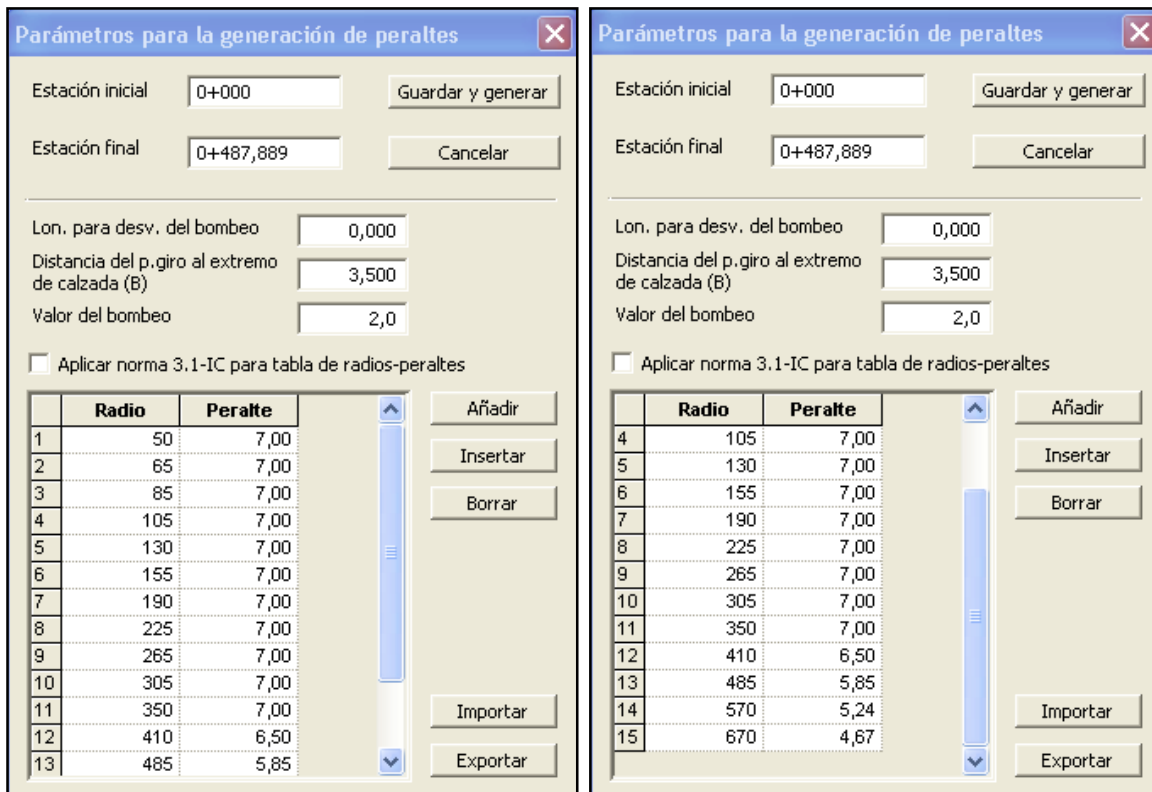 Parámetros para la generación de peraltes
Estación inicial 0+000 Guardar y generar
Estación final 0+487,889 Cancelar
Lon. para desv. del bombeo 0,000
Distancia del p.giro al extremo
de calzada (B) 3,500
Valor del bombeo 2,0
Aplicar norma 3.1-IC para tabla de radios-peraltes
Radio Peralte
1 50 7,00
2 65 7,00
3 85 7,00
4 105 7,00
5 130 7,00
6 155 7,00
7 190 7,00
8 225 7,00
9 265 7,00
10 305 7,00
11 350 7,00
12 410 6,50
13 485 5,85
Añadir
Insertar
Borrar
Importar
Exportar
Parámetros para la generación de peraltes
Estación inicial 0+000 Guardar y generar
Estación final 0+487,889 Cancelar
Lon. para desv. del bombeo 0,000
Distancia del p.giro al extremo
de calzada (B) 3,500
Valor del bombeo 2,0
Aplicar norma 3.1-IC para tabla de radios-peraltes
Radio Peralte
4 105 7,00
5 130 7,00
6 155 7,00
7 190 7,00
8 225 7,00
9 265 7,00
10 305 7,00
11 350 7,00
12 410 6,50
13 485 5,85
14 570 5,24
15 670 4,67
Añadir
Insertar
Borrar
Importar
Exportar